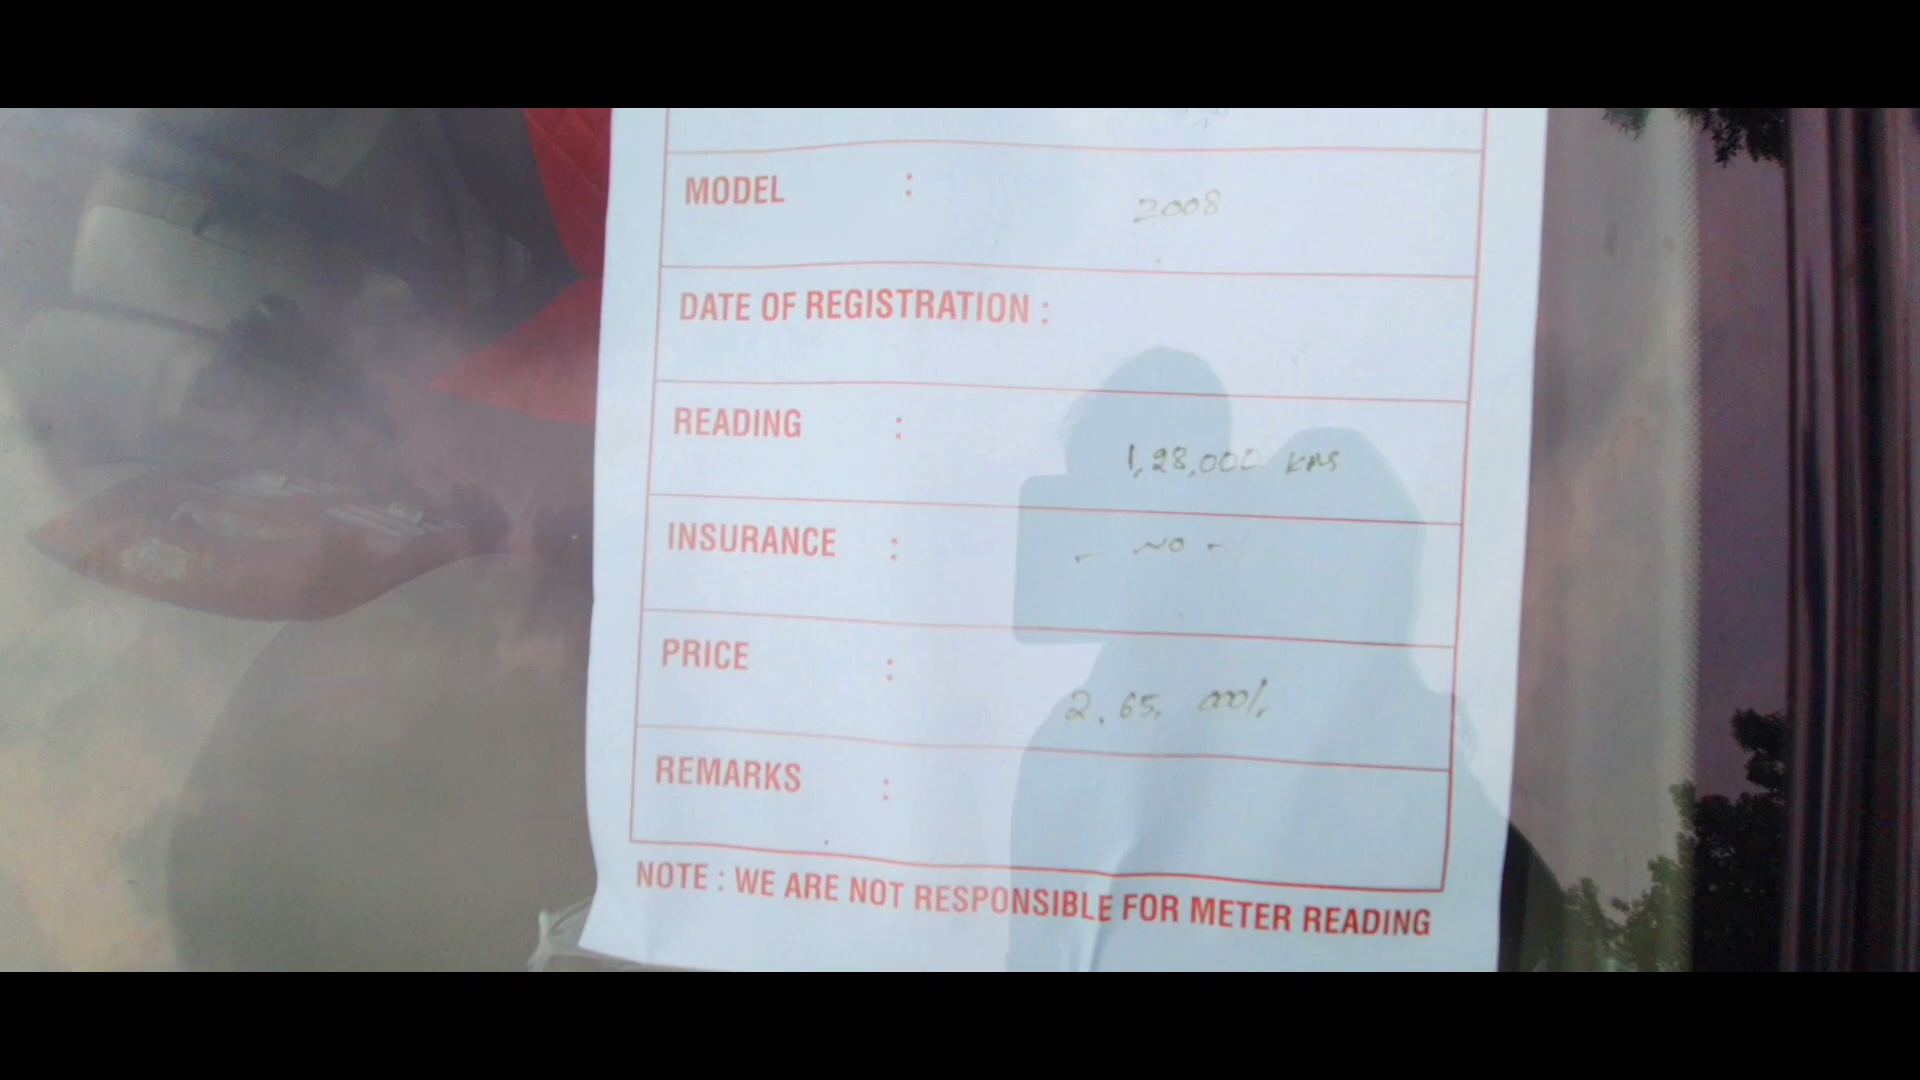 MODEL : 2008
DATE OF REGISTRATION :
READING : 1,28,000 KMS
INSURANCE : - NO -
PRICE : 2,65,000/.
REMARKS :
NOTE : WE ARE NOT RESPONSIBLE FOR METER READING